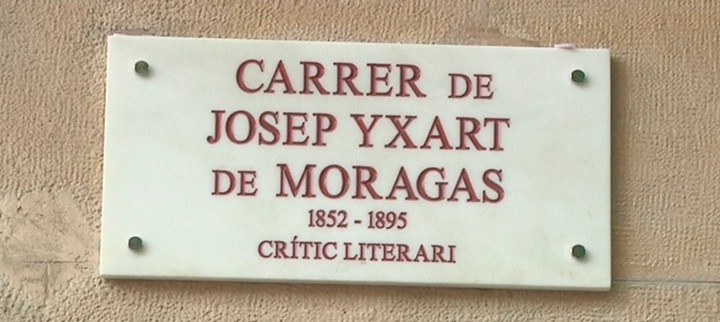 CARRER DE
JOSEP YXART
DE MORAGAS
1852 - 1895
CRÍTIC LITERARI